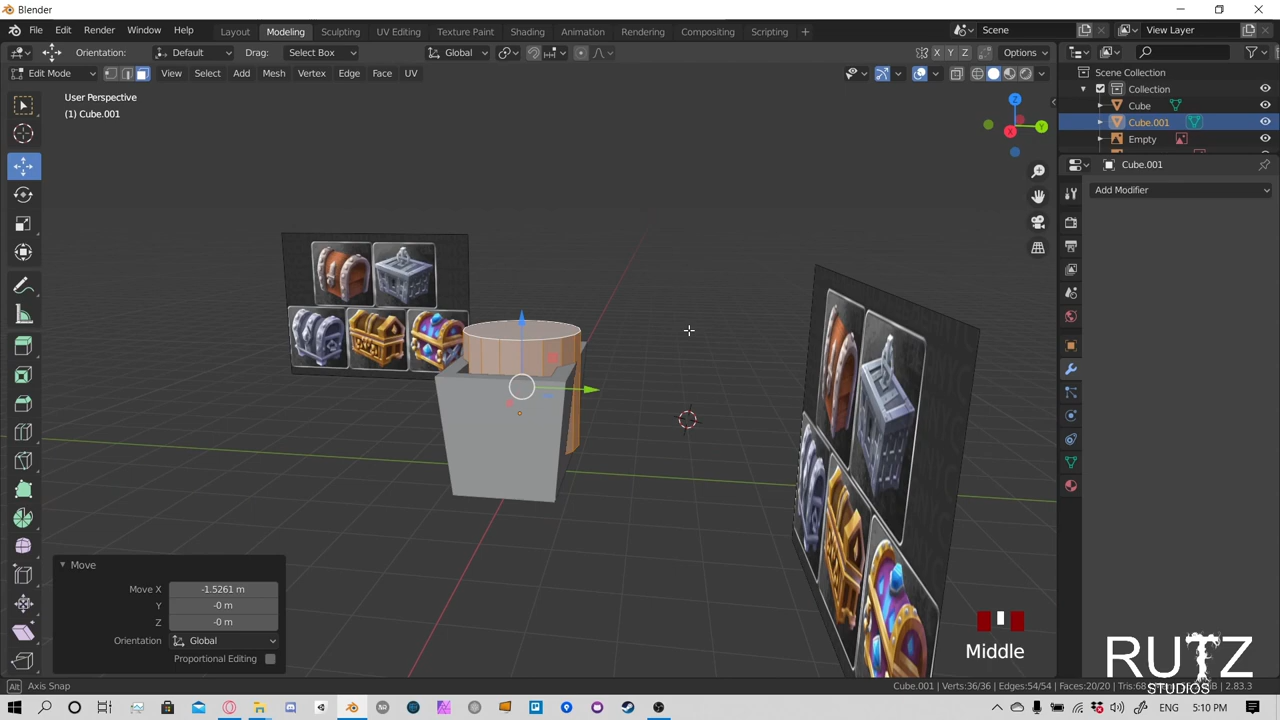 Blender
File Edit Render Window Help
Layout Modeling Sculpting UV Editing Texture Paint Shading Animation Rendering Compositing Scripting +
Scene
View Layer
Orientation: Default Drag: Select Box
Global
X Y Z Options
Edit Mode View Select Add Mesh Vertex Edge Face UV
User Perspective
(1) Cube.001
Z
Y
X
Scene Collection
Collection
Cube
Cube.001
Empty
Cube.001
Add Modifier
Move
Move X -1.5261 m
Y -0 m
Z -0 m
Orientation Global
Proportional Editing
Middle
RUTZ
STUDIOS
Alt Axis Snap
Cube.001 | Verts:36/36 | Edges:54/54 | Faces:20/20 | Tris:68
2.83.3
5:10 PM